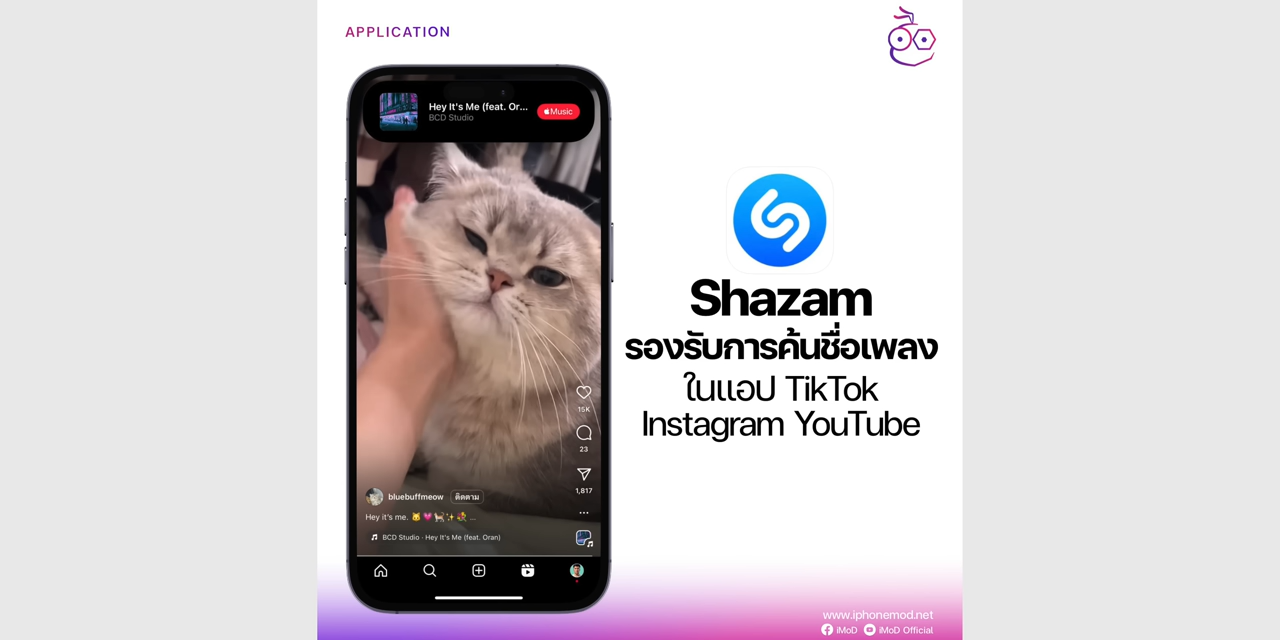 APPLICATION
Hey It's Me (feat. Or...
BCD Studio
Music
Shazam
รองรับการค้นชื่อเพลง
ในแอป TikTok
Instagram YouTube
15K
23
1,817
bluebuffmeow ติดตาม
Hey it's me. 🐱💗🐈✨💐 ...
BCD Studio · Hey It's Me (feat. Oran)
www.iphonemod.net
iMoD iMoD Official